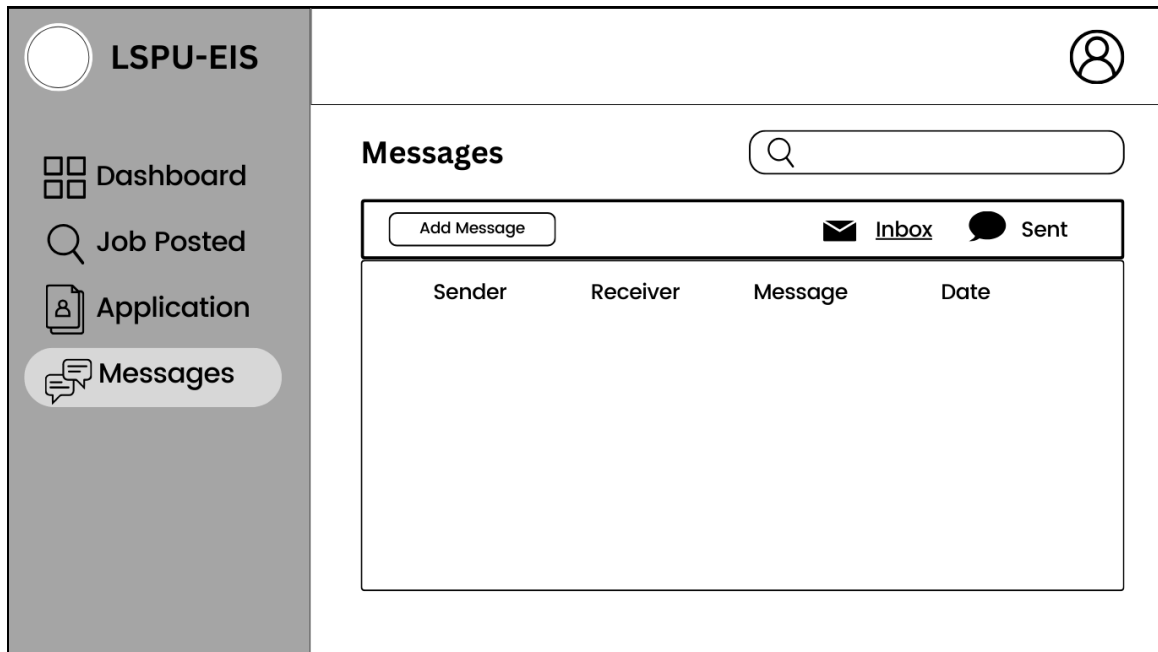 LSPU-EIS
Dashboard
Job Posted
Application
Messages
Messages
Add Message
Inbox
Sent
Sender Receiver Message Date